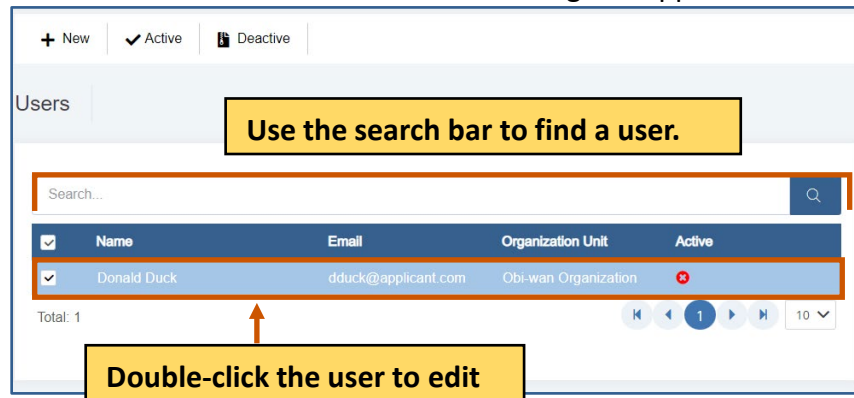 + New Active Deactive
Users
Use the search bar to find a user.
Search...
Name Email Organization Unit Active
Donald Duck dduck@applicant.com Obi-wan Organization
Total: 1 1 10
Double-click the user to edit